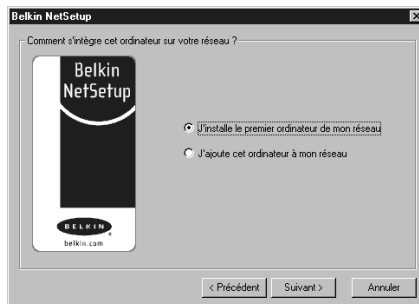 Belkin NetSetup
Comment s'intègre cet ordinateur sur votre réseau ?
Belkin
NetSetup
J'installe le premier ordinateur de mon réseau
J'ajoute cet ordinateur à mon réseau
BELKIN
belkin.com
< Précédent
Suivant >
Annuler